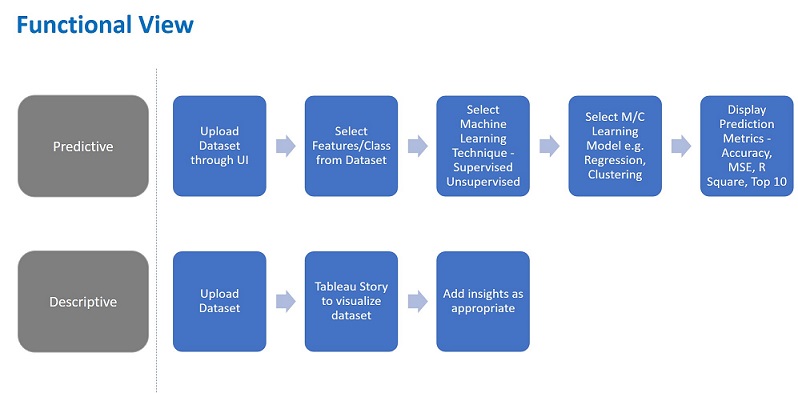 Functional View
Predictive
Upload
Dataset
through UI
Select
Features/Class
from Dataset
Select
Machine
Learning
Technique -
Supervised
Unsupervised
Select M/C
Learning
Model e.g.
Regression,
Clustering
Display
Prediction
Metrics -
Accuracy,
MSE, R
Square, Top 10
Descriptive
Upload
Dataset
Tableau Story
to visualize
dataset
Add insights as
appropriate